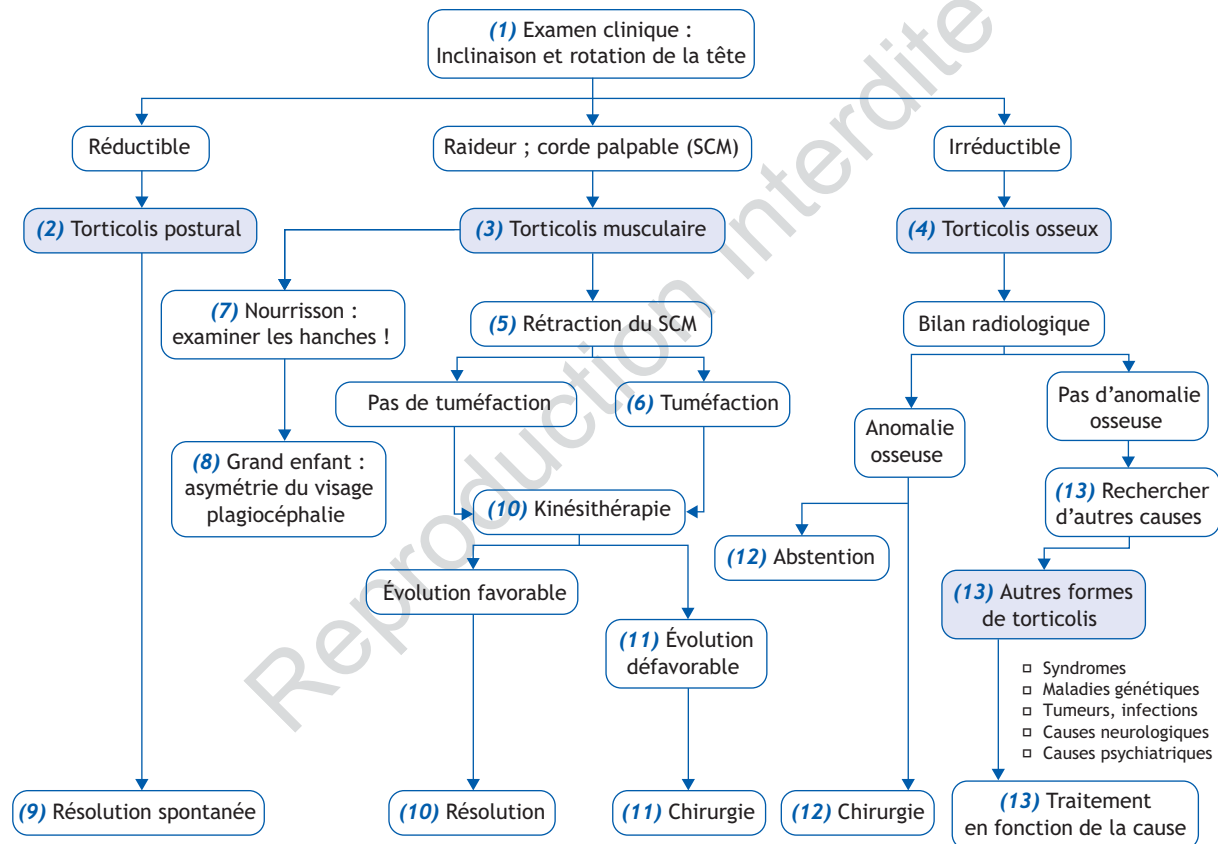 (1) Examen clinique :
Inclinaison et rotation de la tête
Réductible
Raideur ; corde palpable (SCM)
Irréductible
(2) Torticolis postural
(3) Torticolis musculaire
(4) Torticolis osseux
(7) Nourrisson :
examiner les hanches !
(5) Rétraction du SCM
Bilan radiologique
Pas de tuméfaction
(6) Tuméfaction
Anomalie
osseuse
Pas d’anomalie
osseuse
(8) Grand enfant :
asymétrie du visage
plagiocéphalie
(10) Kinésithérapie
(13) Rechercher
d’autres causes
(12) Abstention
Évolution favorable
(11) Évolution
défavorable
(13) Autres formes
de torticolis
▫ Syndromes
▫ Maladies génétiques
▫ Tumeurs, infections
▫ Causes neurologiques
▫ Causes psychiatriques
(9) Résolution spontanée
(10) Résolution
(11) Chirurgie
(12) Chirurgie
(13) Traitement
en fonction de la cause
Reproduction interdite